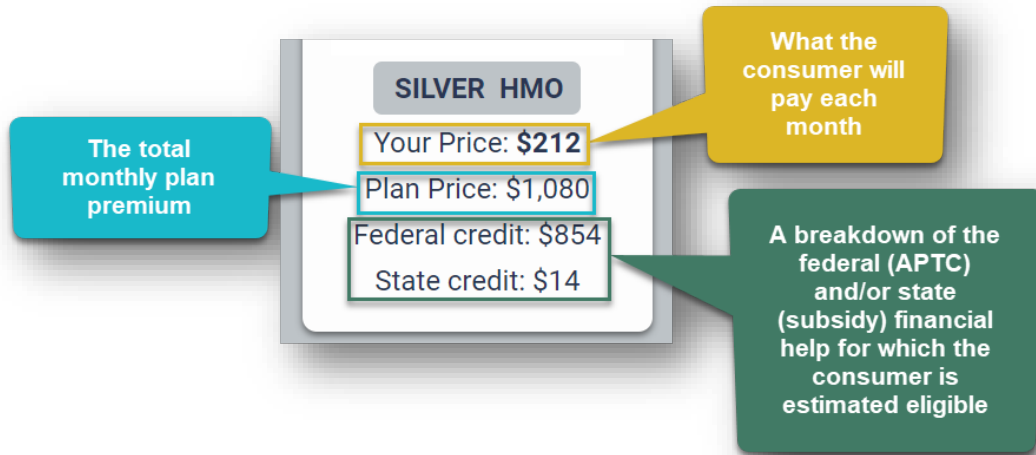 What the
consumer will
pay each
month
SILVER HMO
Your Price: $212
The total
monthly plan
premium
Plan Price: $1,080
Federal credit: $854
State credit: $14
A breakdown of the
federal (APTC)
and/or state
(subsidy) financial
help for which the
consumer is
estimated eligible